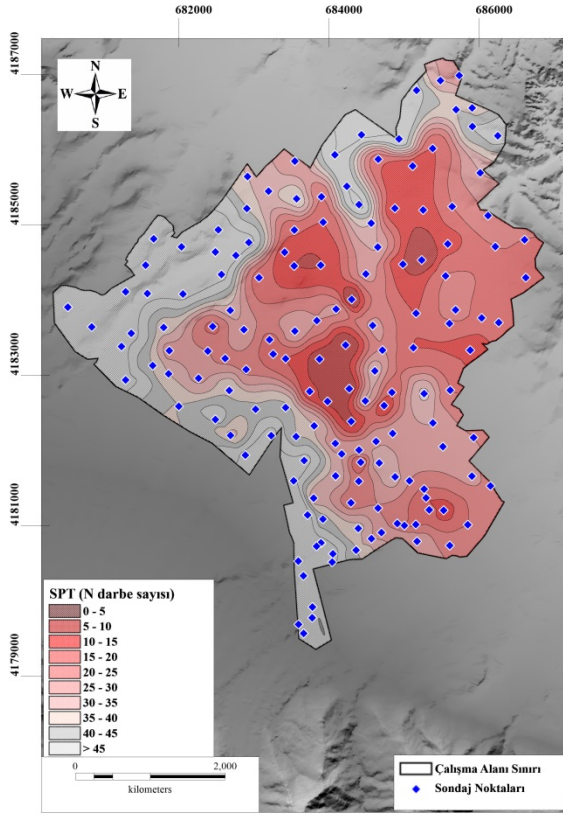 682000 684000 686000
4187000
N
W E
S
4185000
4183000
4181000
4179000
SPT (N darbe sayısı)
0 - 5
5 - 10
10 - 15
15 - 20
20 - 25
25 - 30
30 - 35
35 - 40
40 - 45
> 45
0 2,000
kilometers
Çalışma Alanı Sınırı
Sondaj Noktaları